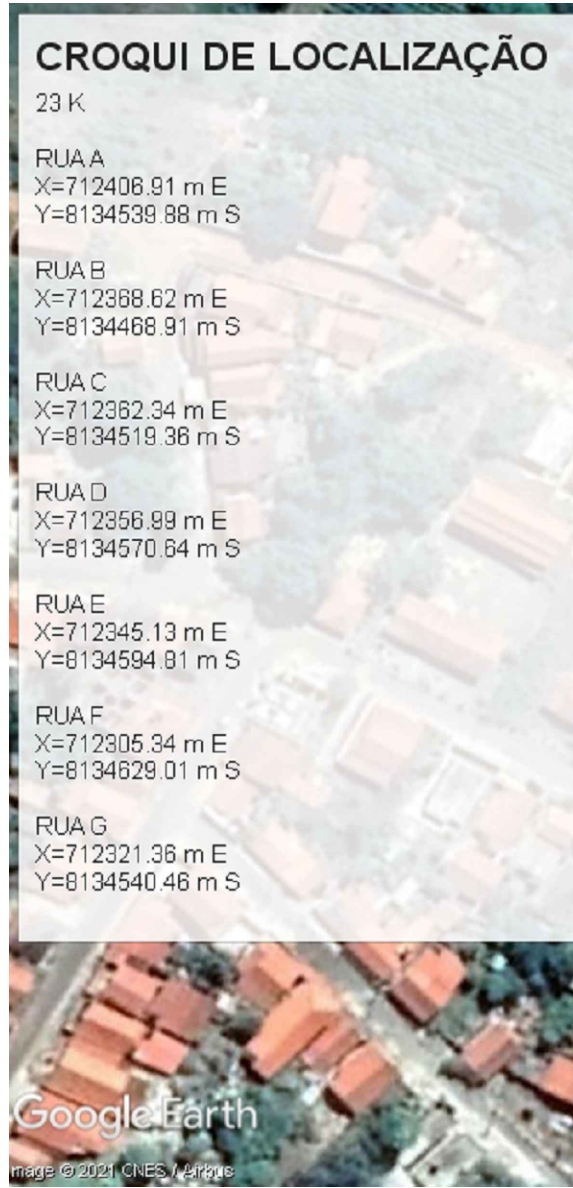 CROQUI DE LOCALIZAÇÃO
23 K
RUA A
X=712406.91 m E
Y=8134539.88 m S
RUA B
X=712368.62 m E
Y=8134468.91 m S
RUA C
X=712362.34 m E
Y=8134519.36 m S
RUA D
X=712356.99 m E
Y=8134570.64 m S
RUA E
X=712345.13 m E
Y=8134594.81 m S
RUA F
X=712305.34 m E
Y=8134629.01 m S
RUA G
X=712321.36 m E
Y=8134540.46 m S
Google Earth
mage © 2021 CNES / Airbus